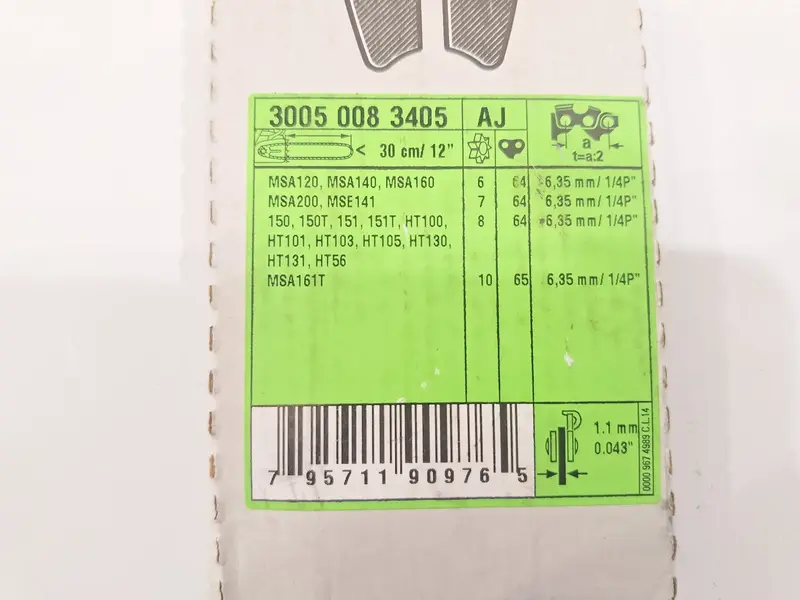 3005 008 3405 AJ
a
t=a:2
< 30 cm/ 12"
MSA120, MSA140, MSA160 6 64 6,35 mm/ 1/4P"
MSA200, MSE141 7 64 6,35 mm/ 1/4P"
150, 150T, 151, 151T, HT100, 8 64 6,35 mm/ 1/4P"
HT101, HT103, HT105, HT130,
HT131, HT56
MSA161T 10 65 6,35 mm/ 1/4P"
1.1 mm
0.043"
7 95711 90976 5
0000 967 4989 C.L.14